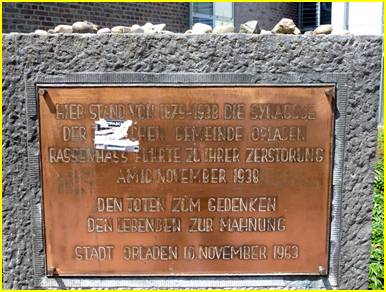 HIER STAND VON 1879-1938 DIE SYNAGOGE
DER CHEN GEMEINDE OPLADEN
RASSENHASS FÜHRTE ZU IHRER ZERSTÖRUNG
AM 10 NOVEMBER 1938
DEN TOTEN ZUM GEDENKEN
DEN LEBENDEN ZUR MAHNUNG
STADT OPLADEN 10. NOVEMBER 1963